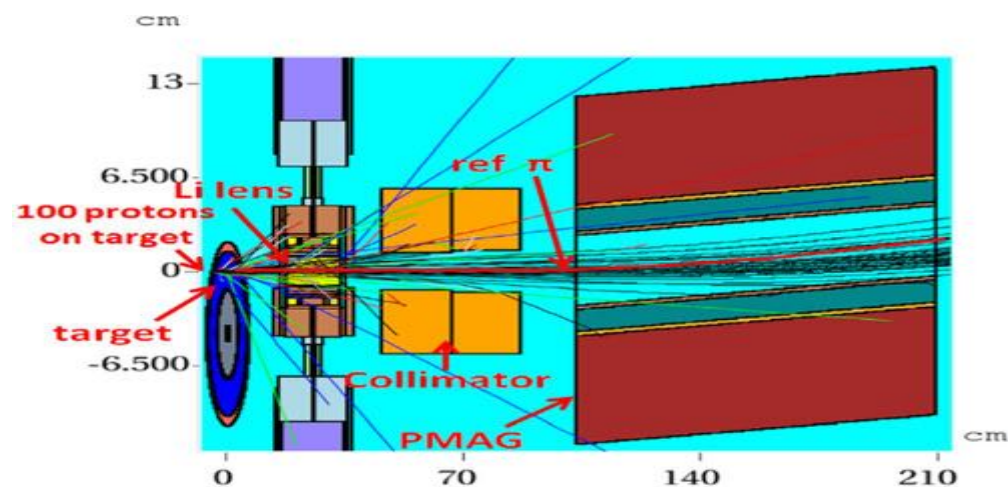 cm
13
6.500
ref π
Li lens
100 protons
on target
0
target
-6.500
Collimator
PMAG
cm
0
70
140
210